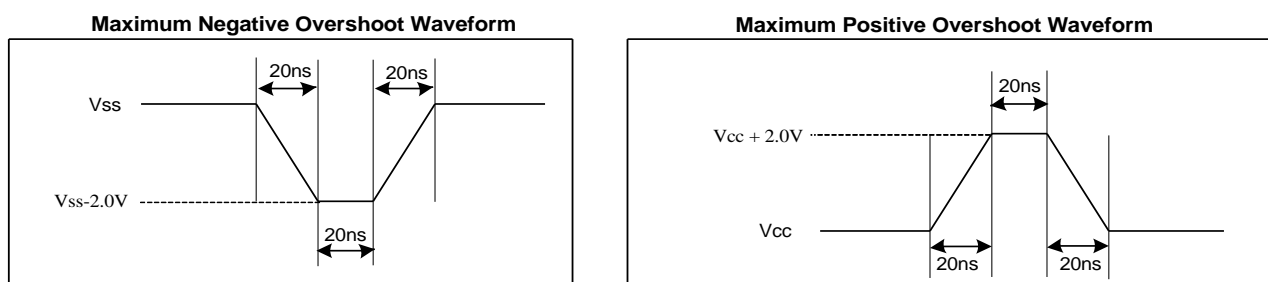 Maximum Negative Overshoot Waveform
20ns
20ns
Vss
Vss-2.0V
20ns
Maximum Positive Overshoot Waveform
20ns
Vcc + 2.0V
Vcc
20ns
20ns